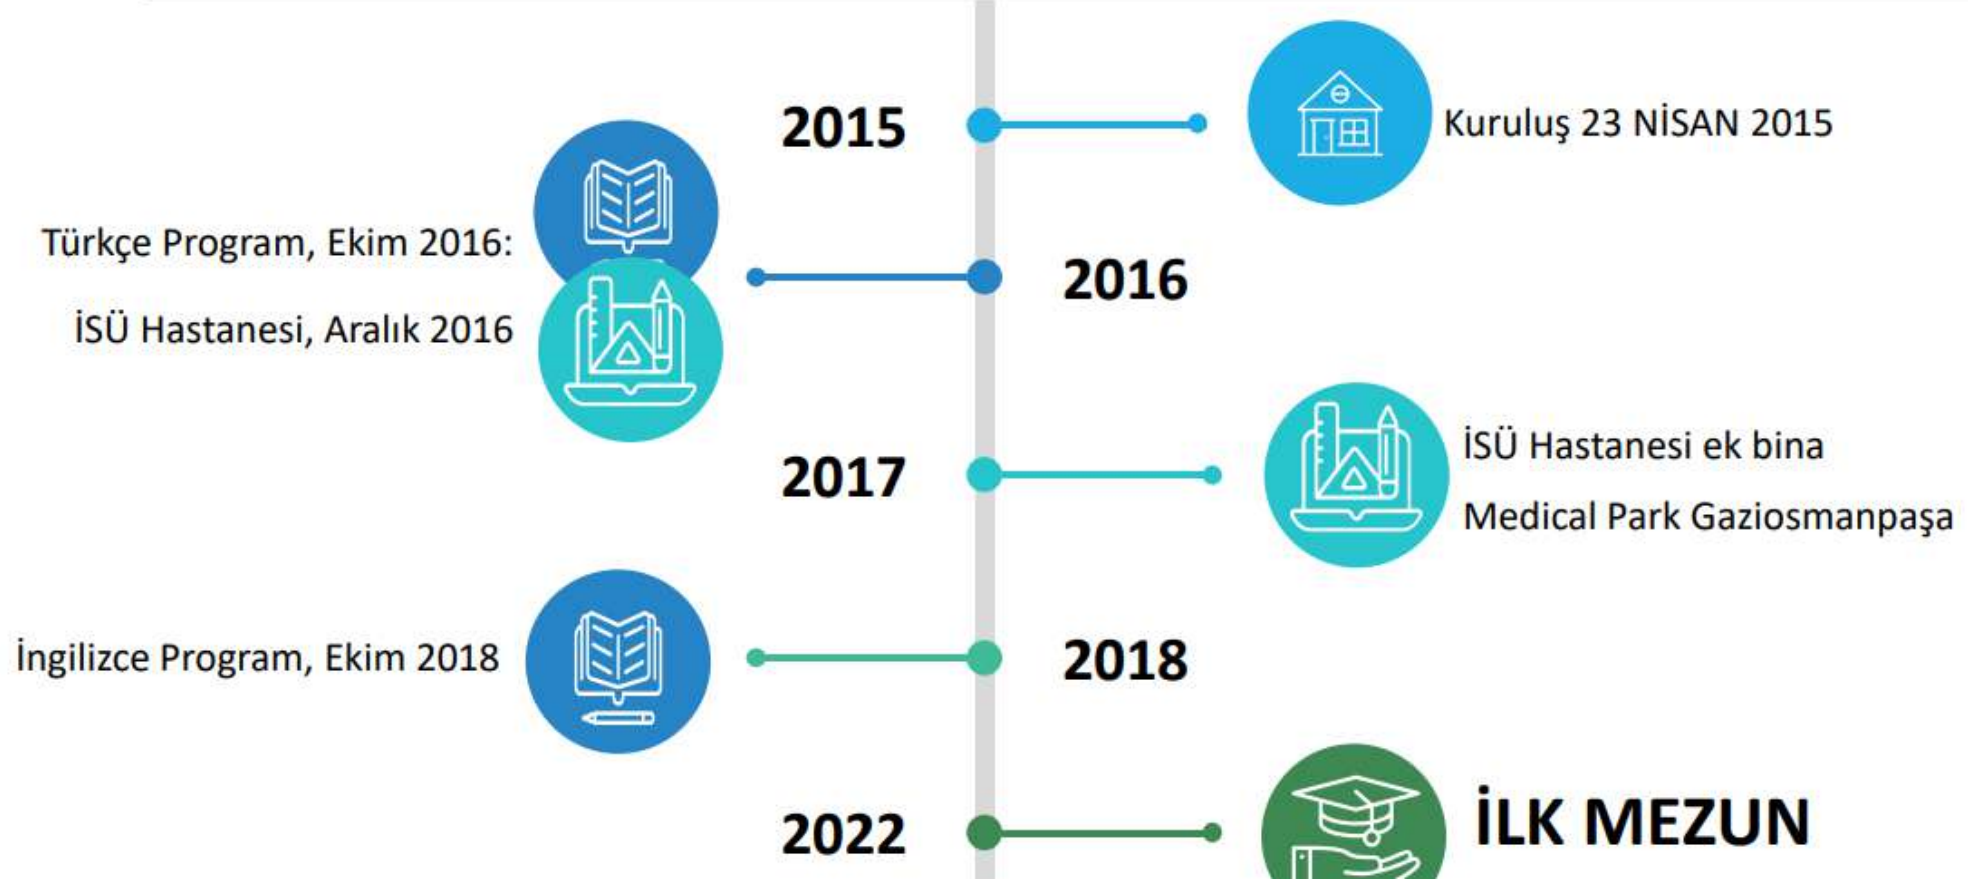 2015
Kuruluş 23 NİSAN 2015
Türkçe Program, Ekim 2016:
İSÜ Hastanesi, Aralık 2016
2016
2017
İSÜ Hastanesi ek bina
Medical Park Gaziosmanpaşa
İngilizce Program, Ekim 2018
2018
2022
İLK MEZUN